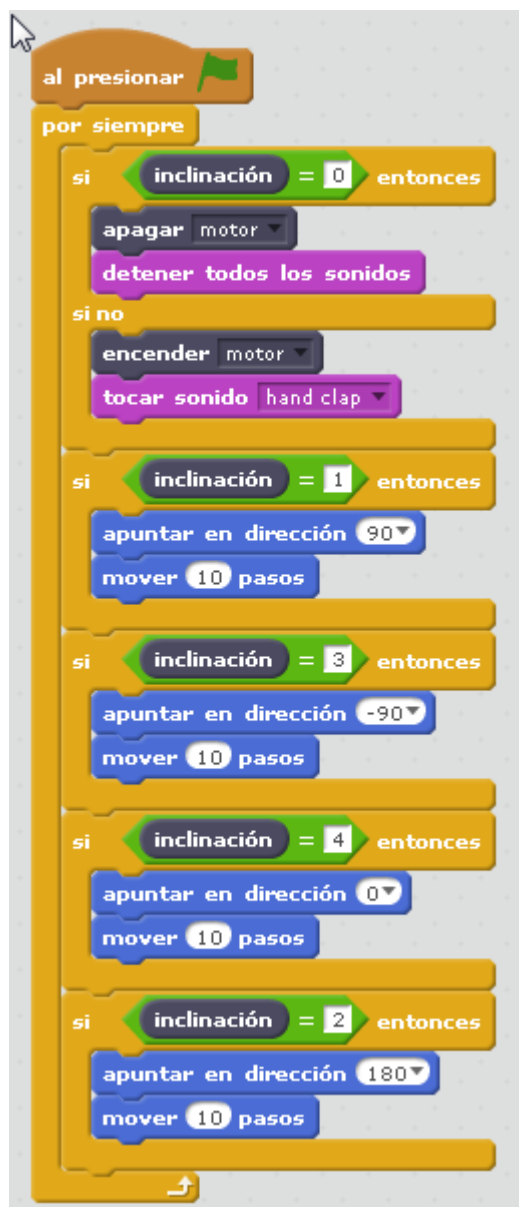 al presionar
por siempre
si inclinación = 0 entonces
apagar motor
detener todos los sonidos
si no
encender motor
tocar sonido hand clap
si inclinación = 1 entonces
apuntar en dirección 90
mover 10 pasos
si inclinación = 3 entonces
apuntar en dirección -90
mover 10 pasos
si inclinación = 4 entonces
apuntar en dirección 0
mover 10 pasos
si inclinación = 2 entonces
apuntar en dirección 180
mover 10 pasos